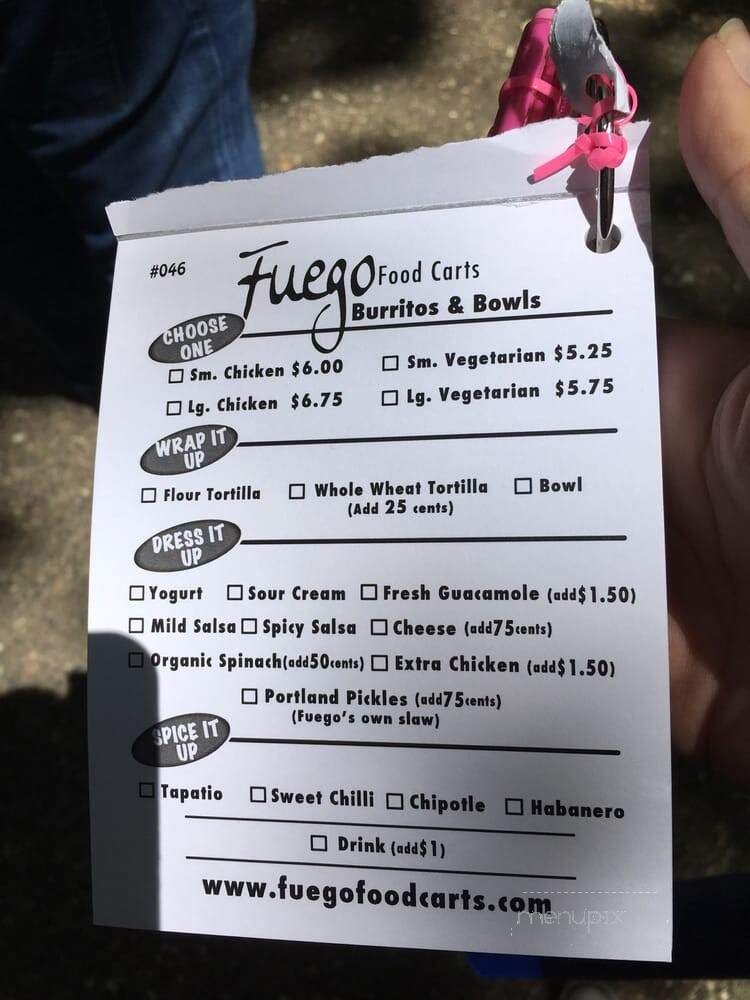 #046
Fuego Food Carts
Burritos & Bowls
CHOOSE ONE
☐ Sm. Chicken $6.00 ☐ Sm. Vegetarian $5.25
☐ Lg. Chicken $6.75 ☐ Lg. Vegetarian $5.75
WRAP IT UP
☐ Flour Tortilla ☐ Whole Wheat Tortilla ☐ Bowl
(Add 25 cents)
DRESS IT UP
☐ Yogurt ☐ Sour Cream ☐ Fresh Guacamole (add$1.50)
☐ Mild Salsa ☐ Spicy Salsa ☐ Cheese (add75cents)
☐ Organic Spinach(add50cents) ☐ Extra Chicken (add$1.50)
☐ Portland Pickles (add75cents)
(Fuego's own slaw)
SPICE IT UP
☐ Tapatio ☐ Sweet Chilli ☐ Chipotle ☐ Habanero
☐ Drink (add$1)
www.fuegofoodcarts.com
menupix